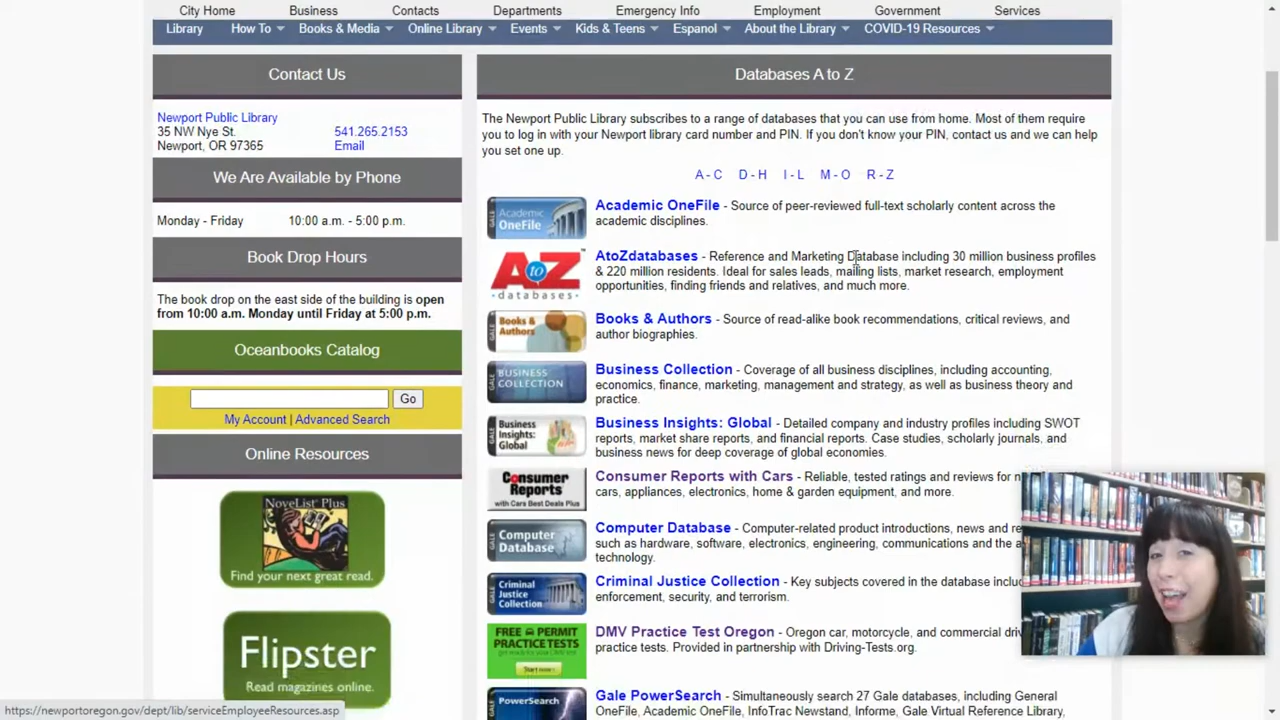 City Home Business Contacts Departments Emergency Info Employment Government Services
Library How To Books & Media Online Library Events Kids & Teens Espanol About the Library COVID-19 Resources
Contact Us
Newport Public Library
35 NW Nye St. 541.265.2153
Newport, OR 97365 Email
We Are Available by Phone
Monday - Friday 10:00 a.m. - 5:00 p.m.
Book Drop Hours
The book drop on the east side of the building is open
from 10:00 a.m. Monday until Friday at 5:00 p.m.
Oceanbooks Catalog
Go
My Account | Advanced Search
Online Resources
NoveList Plus
Find your next great read.
Flipster
Read magazines online.
Databases A to Z
The Newport Public Library subscribes to a range of databases that you can use from home. Most of them require
you to log in with your Newport library card number and PIN. If you don't know your PIN, contact us and we can help
you set one up.
A - C D - H I - L M - O R - Z
GALE Academic OneFile
Academic OneFile - Source of peer-reviewed full-text scholarly content across the
academic disciplines.
A to Z databases
AtoZdatabases - Reference and Marketing Database including 30 million business profiles
& 220 million residents. Ideal for sales leads, mailing lists, market research, employment
opportunities, finding friends and relatives, and much more.
GALE Books & Authors
Books & Authors - Source of read-alike book recommendations, critical reviews, and
author biographies.
GALE BUSINESS COLLECTION
Business Collection - Coverage of all business disciplines, including accounting,
economics, finance, marketing, management and strategy, as well as business theory and
practice.
GALE Business Insights: Global
Business Insights: Global - Detailed company and industry profiles including SWOT
reports, market share reports, and financial reports. Case studies, scholarly journals, and
business news for deep coverage of global economies.
Consumer Reports with Cars Best Deals Plus
Consumer Reports with Cars - Reliable, tested ratings and reviews for n
cars, appliances, electronics, home & garden equipment, and more.
GALE Computer Database
Computer Database - Computer-related product introductions, news and re
such as hardware, software, electronics, engineering, communications and the a
technology.
GALE Criminal Justice Collection
Criminal Justice Collection - Key subjects covered in the database inclu
enforcement, security, and terrorism.
FREE PERMIT PRACTICE TESTS
DMV Practice Test Oregon - Oregon car, motorcycle, and commercial driv
practice tests. Provided in partnership with Driving-Tests.org.
PowerSearch
Gale PowerSearch - Simultaneously search 27 Gale databases, including General
OneFile, Academic OneFile, InfoTrac Newstand, Informe, Gale Virtual Reference Library,
https://newportoregon.gov/dept/lib/serviceEmployeeResources.asp